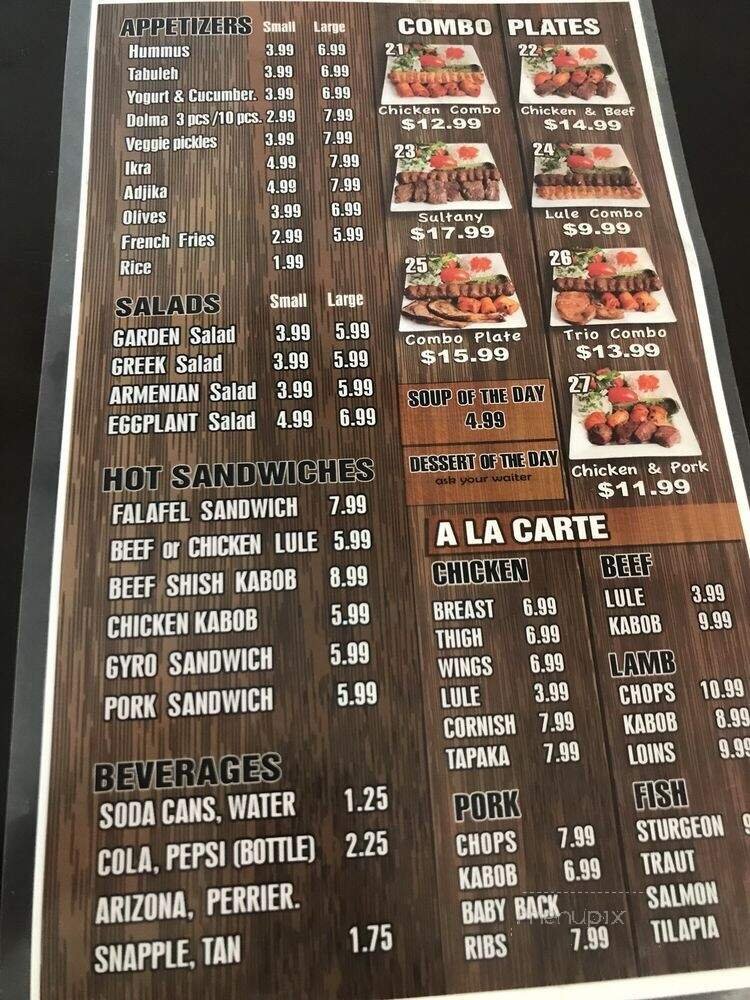 APPETIZERS Small Large
Hummus 3.99 6.99
Tabuleh 3.99 6.99
Yogurt & Cucumber. 3.99 6.99
Dolma 3 pcs/10 pcs. 2.99 7.99
Veggie pickles 3.99 7.99
Ikra 4.99 7.99
Adjika 4.99 7.99
Olives 3.99 6.99
French Fries 2.99 5.99
Rice 1.99
SALADS Small Large
GARDEN Salad 3.99 5.99
GREEK Salad 3.99 5.99
ARMENIAN Salad 3.99 5.99
EGGPLANT Salad 4.99 6.99
HOT SANDWICHES
FALAFEL SANDWICH 7.99
BEEF or CHICKEN LULE 5.99
BEEF SHISH KABOB 8.99
CHICKEN KABOB 5.99
GYRO SANDWICH 5.99
PORK SANDWICH 5.99
BEVERAGES
SODA CANS, WATER 1.25
COLA, PEPSI (BOTTLE) 2.25
ARIZONA, PERRIER.
SNAPPLE, TAN 1.75
COMBO PLATES
21 22
Chicken Combo Chicken & Beef
$12.99 $14.99
23 24
Sultany Lule Combo
$17.99 $9.99
25 26
Combo Plate Trio Combo
$15.99 $13.99
SOUP OF THE DAY
4.99
DESSERT OF THE DAY
ask your waiter
27
Chicken & Pork
$11.99
A LA CARTE
CHICKEN
BREAST 6.99
THIGH 6.99
WINGS 6.99
LULE 3.99
CORNISH 7.99
TAPAKA 7.99
PORK
CHOPS 7.99
KABOB 6.99
BABY BACK
RIBS 7.99
BEEF
LULE 3.99
KABOB 9.99
LAMB
CHOPS 10.99
KABOB 8.99
LOINS 9.99
FISH
STURGEON
TRAUT
SALMON
TILAPIA
menupix